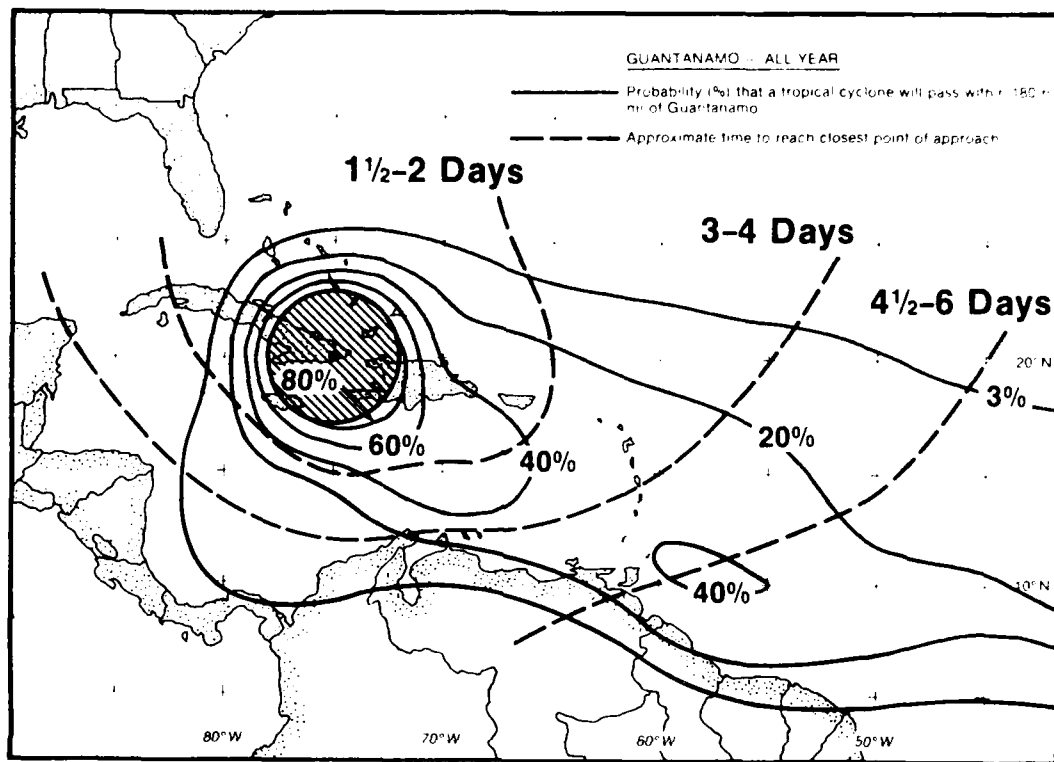 GUANTANAMO - ALL YEAR
Probability (%) that a tropical cyclone will pass within 180
nm of Guantanamo
Approximate time to reach closest point of approach
1½-2 Days
3-4 Days
4½-6 Days
20°N
80%
3%
60%
20%
40%
40%
10°N
80°W
70°W
60°W
50°W